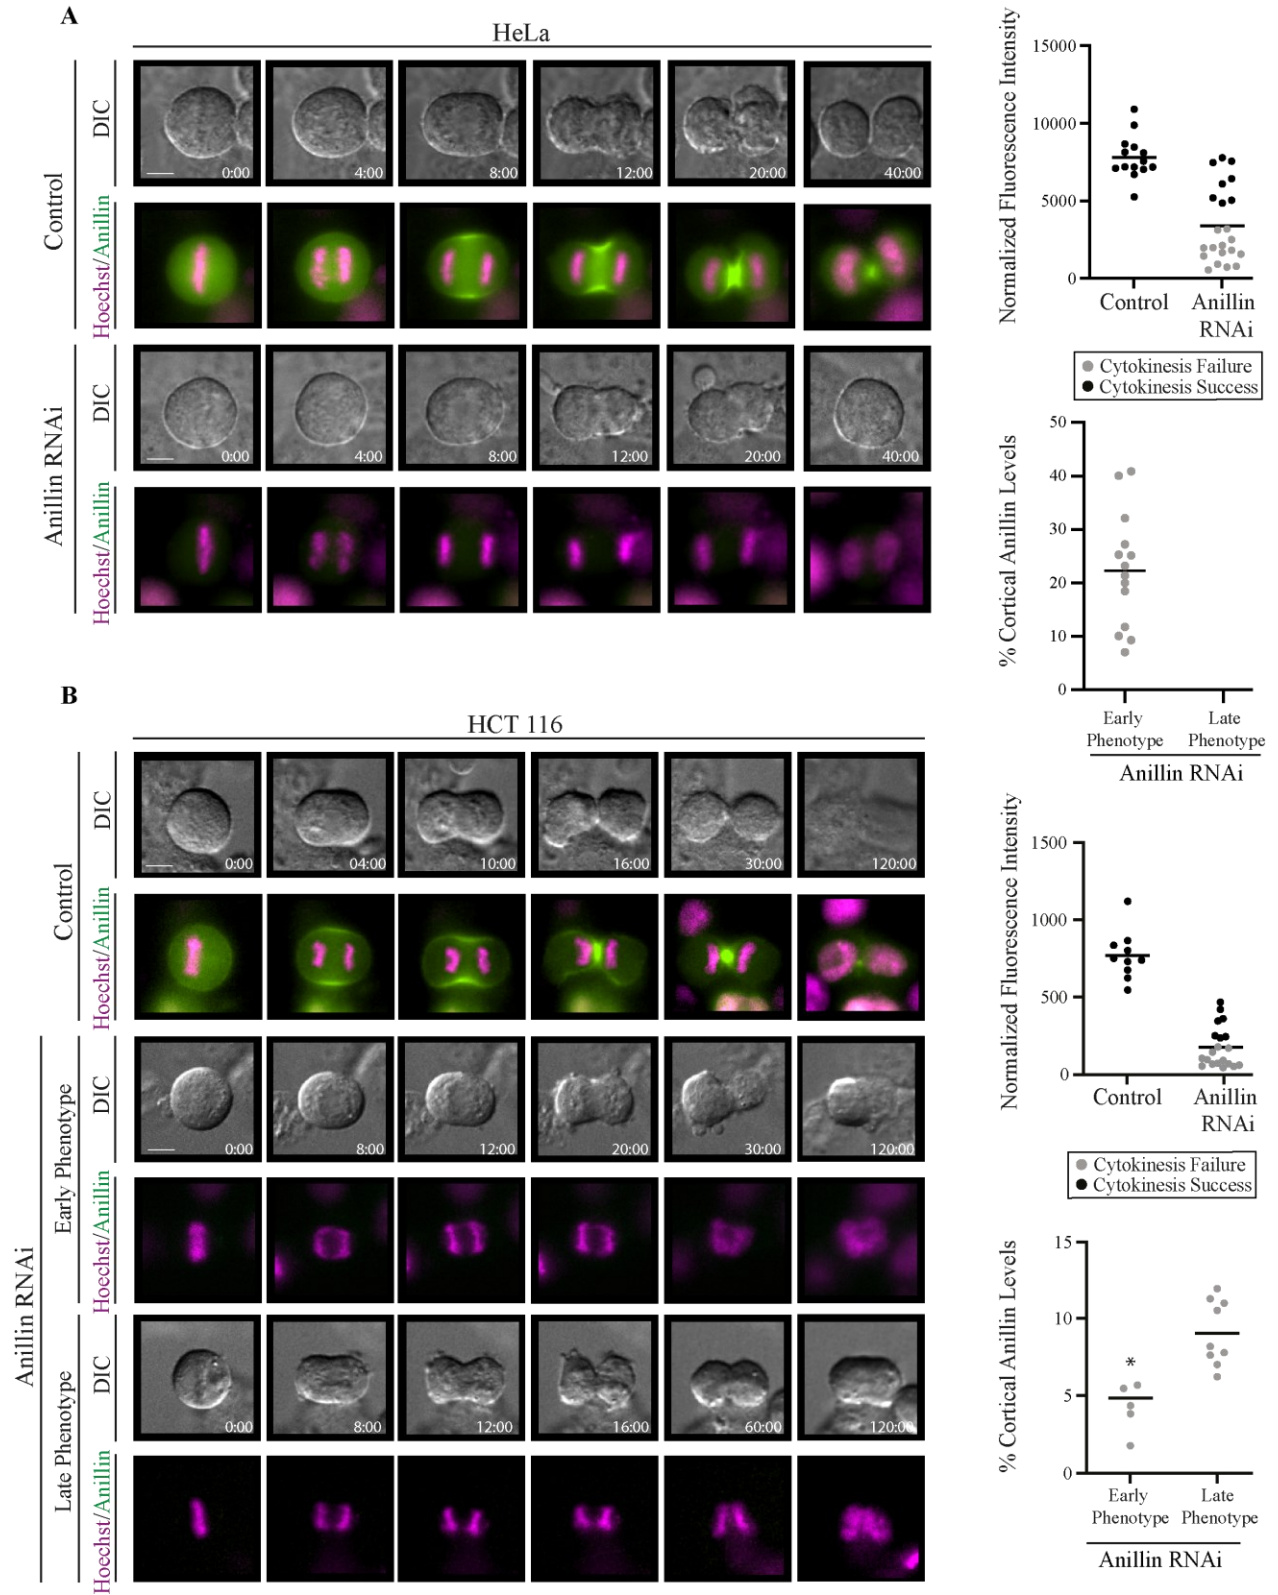 A
HeLa
Control
DIC
0:00
4:00
8:00
12:00
20:00
40:00
Hoechst/Anillin
Anillin RNAi
DIC
0:00
4:00
8:00
12:00
20:00
40:00
Hoechst/Anillin
Normalized Fluorescence Intensity
15000
10000
5000
0
Control
Anillin
RNAi
Cytokinesis Failure
Cytokinesis Success
% Cortical Anillin Levels
50
40
30
20
10
0
Early
Phenotype
Late
Phenotype
Anillin RNAi
B
HCT 116
Control
DIC
0:00
04:00
10:00
16:00
30:00
120:00
Hoechst/Anillin
Anillin RNAi
Early Phenotype
DIC
0:00
8:00
12:00
20:00
30:00
120:00
Hoechst/Anillin
Late Phenotype
DIC
0:00
8:00
12:00
16:00
60:00
120:00
Hoechst/Anillin
Normalized Fluorescence Intensity
1500
1000
500
0
Control
Anillin
RNAi
Cytokinesis Failure
Cytokinesis Success
% Cortical Anillin Levels
15
10
5
0
*
Early
Phenotype
Late
Phenotype
Anillin RNAi